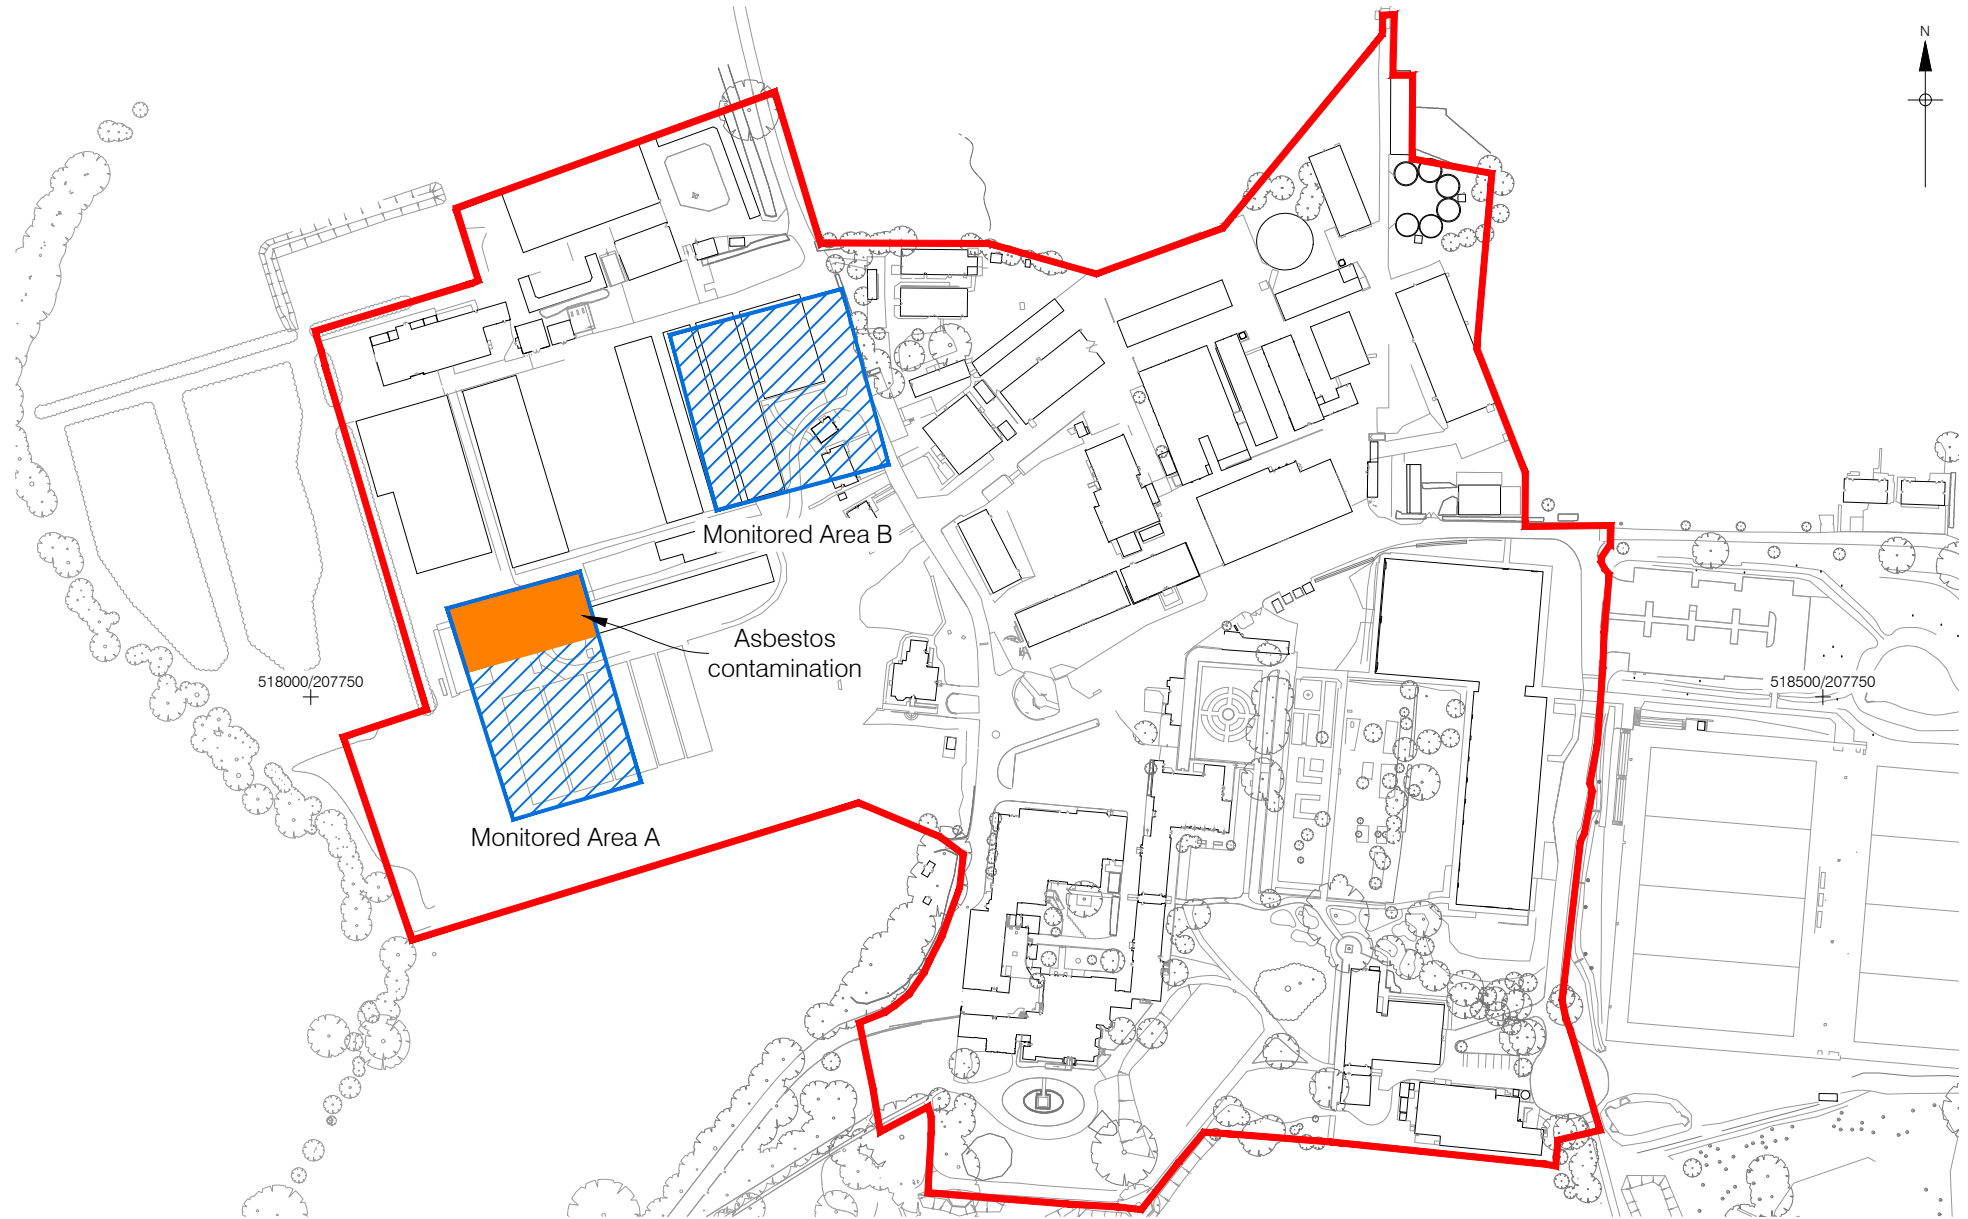 N
Monitored Area B
Asbestos
contamination
518000/207750
518500/207750
Monitored Area A